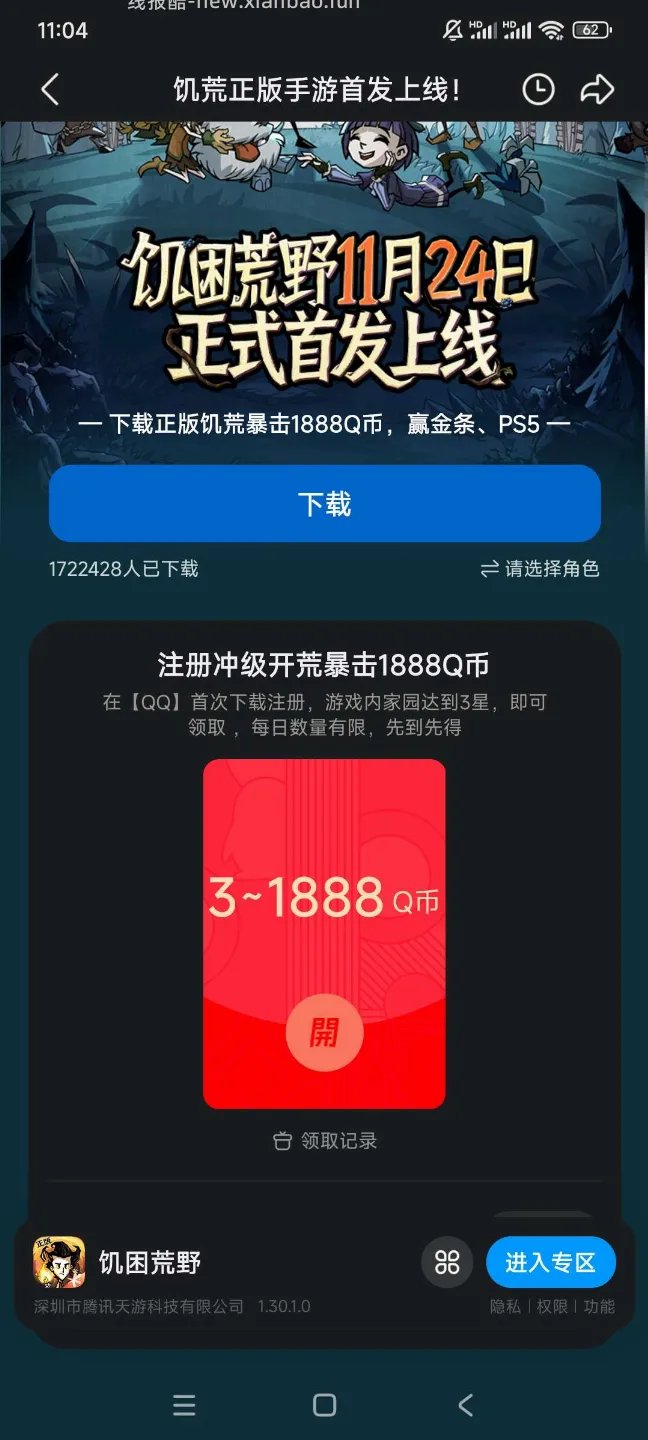 线报酷-new.xianbao.fun
11:04
HD HD 62
饥荒正版手游首发上线！
饥困荒野11月24日
正式首发上线
一 下载正版饥荒暴击1888Q币，赢金条、PS5 一
下载
1722428人已下载
请选择角色
注册冲级开荒暴击1888Q币
在【QQ】首次下载注册，游戏内家园达到3星，即可
领取 ，每日数量有限，先到先得
3~1888 Q币
開
领取记录
正版
饥困荒野
进入专区
深圳市腾讯天游科技有限公司 1.30.1.0
隐私 | 权限 | 功能